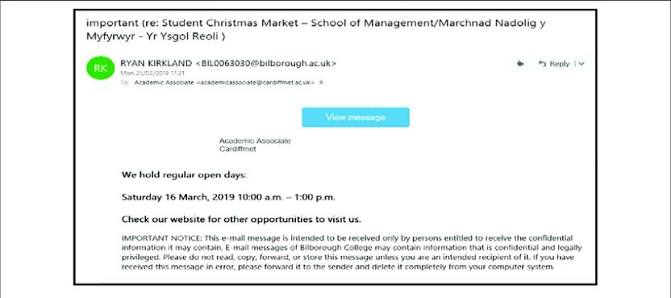 important (re: Student Christmas Market – School of Management/Marchnad Nadolig y
Myfyrwyr - Yr Ysgol Reoli )
RK
RYAN KIRKLAND <BIL0063030@bilborough.ac.uk>
Reply
Mon 25/02/2019 17:21
To: Academic Associate <academicassociate@cardiffmet.ac.uk>
View message
Academic Associate
Cardiffmet
We hold regular open days:
Saturday 16 March, 2019 10:00 a.m. – 1:00 p.m.
Check our website for other opportunities to visit us.
IMPORTANT NOTICE: This e-mail message is intended to be received only by persons entitled to receive the confidential
information it may contain. E-mail messages of Bilborough College may contain information that is confidential and legally
privileged. Please do not read, copy, forward, or store this message unless you are an intended recipient of it. If you have
received this message in error, please forward it to the sender and delete it completely from your computer system.